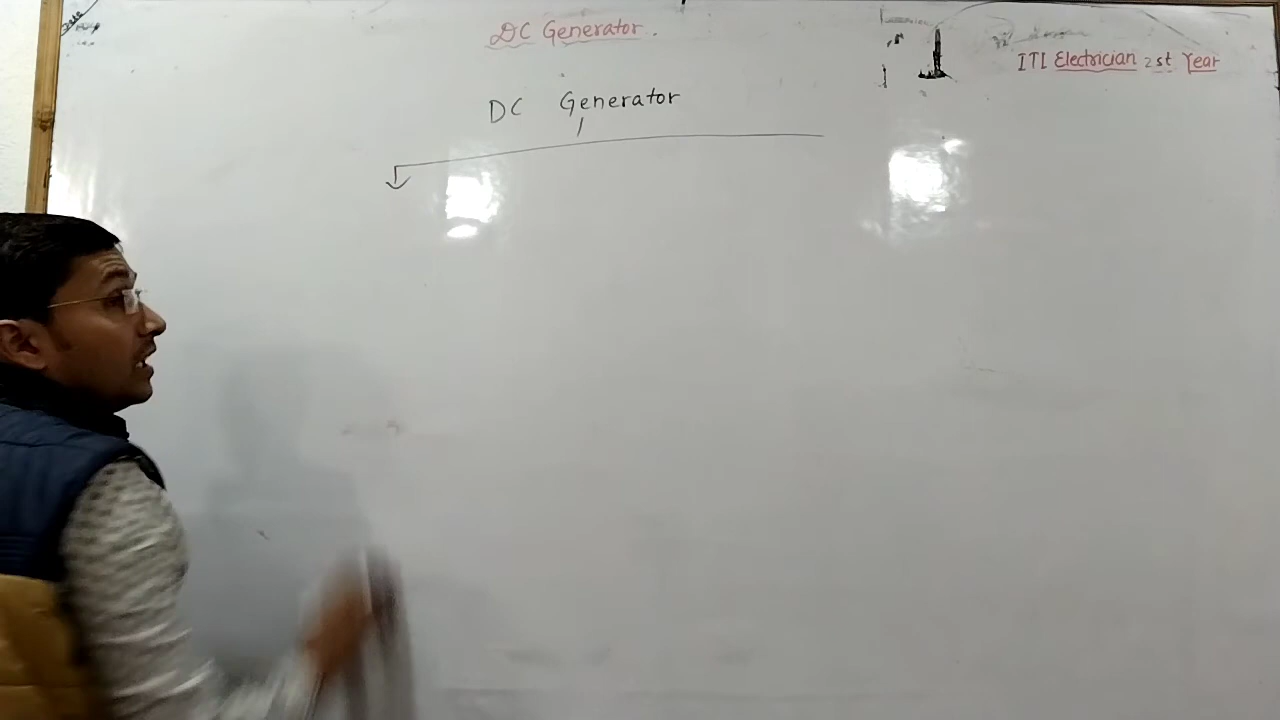 DC Generator.
ITI Electrician 2st Year
DC Generator